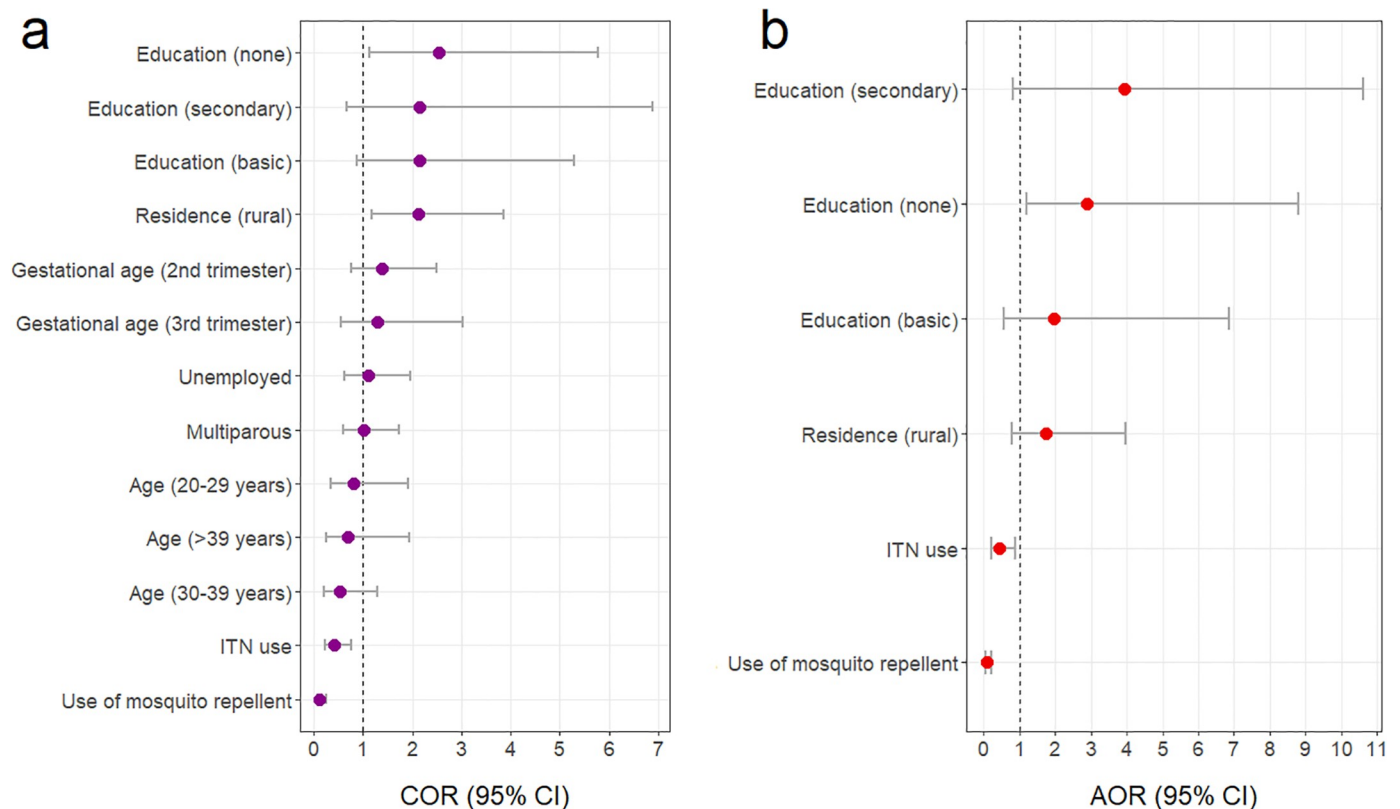 a
Education (none)
Education (secondary)
Education (basic)
Residence (rural)
Gestational age (2nd trimester)
Gestational age (3rd trimester)
Unemployed
Multiparous
Age (20-29 years)
Age (>39 years)
Age (30-39 years)
ITN use
Use of mosquito repellent
0 1 2 3 4 5 6 7
COR (95% CI)
b
Education (secondary)
Education (none)
Education (basic)
Residence (rural)
ITN use
Use of mosquito repellent
0 1 2 3 4 5 6 7 8 9 10 11
AOR (95% CI)